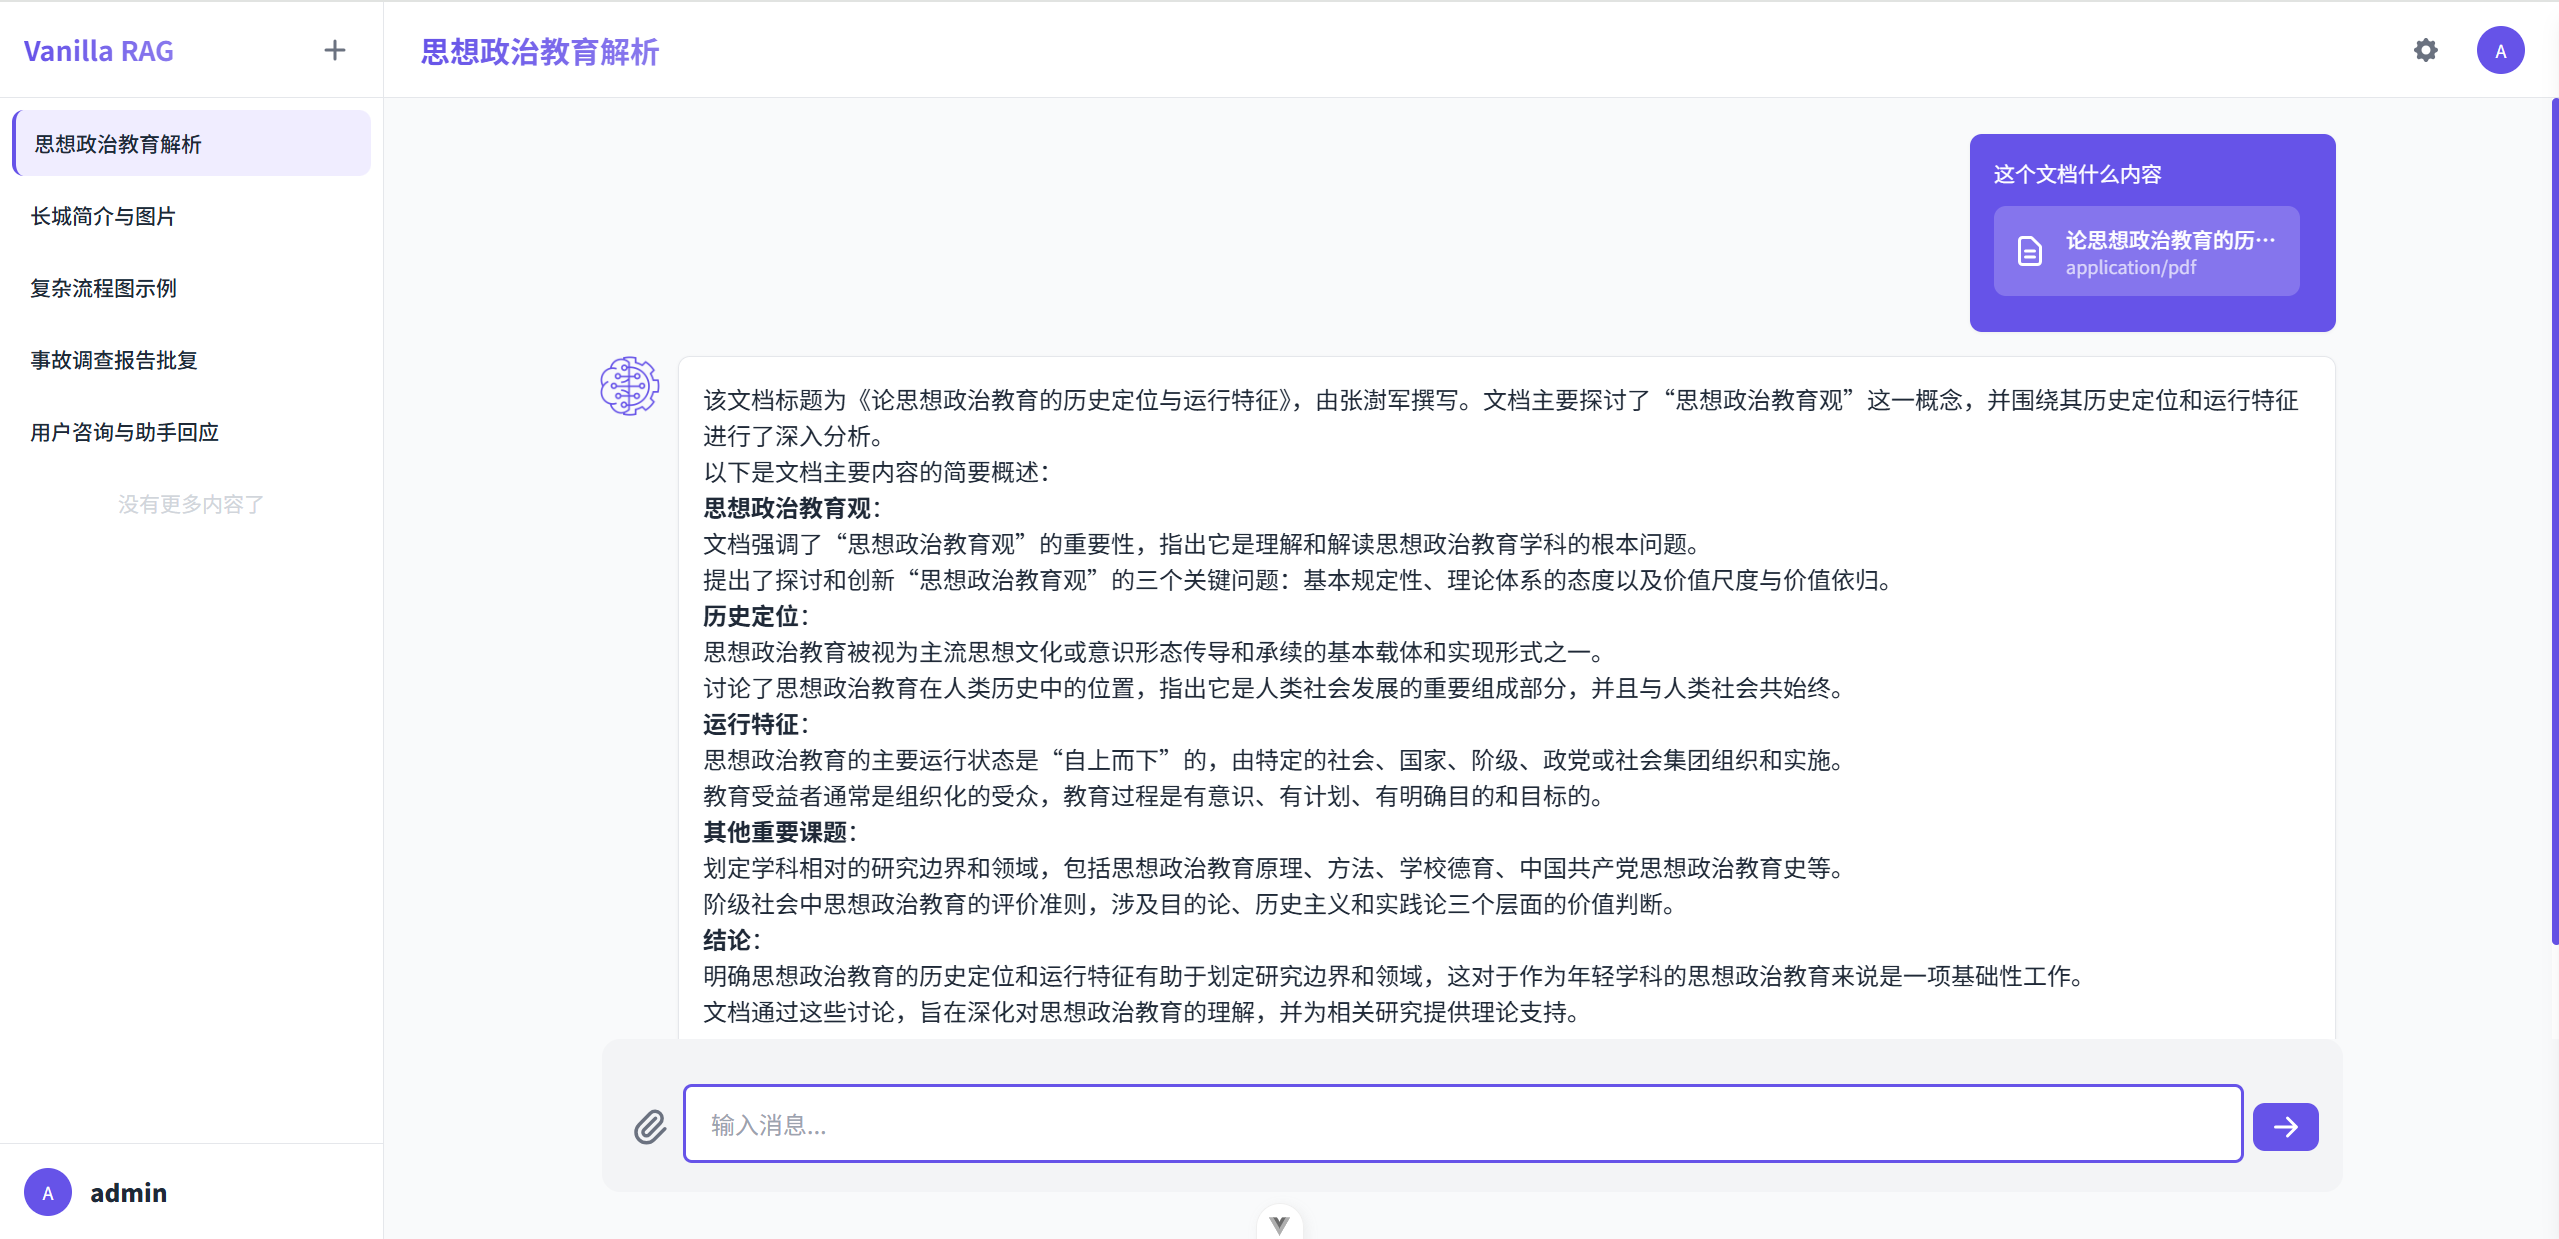 Vanilla RAG
思想政治教育解析
长城简介与图片
复杂流程图示例
事故调查报告批复
用户咨询与助手回应
没有更多内容了
A
admin
思想政治教育解析
A
这个文档什么内容
论思想政治教育的历…
application/pdf
该文档标题为《论思想政治教育的历史定位与运行特征》，由张澍军撰写。文档主要探讨了“思想政治教育观”这一概念，并围绕其历史定位和运行特征
进行了深入分析。
以下是文档主要内容的简要概述：
思想政治教育观：
文档强调了“思想政治教育观”的重要性，指出它是理解和解读思想政治教育学科的根本问题。
提出了探讨和创新“思想政治教育观”的三个关键问题：基本规定性、理论体系的态度以及价值尺度与价值依归。
历史定位：
思想政治教育被视为主流思想文化或意识形态传导和承续的基本载体和实现形式之一。
讨论了思想政治教育在人类历史中的位置，指出它是人类社会发展的重要组成部分，并且与人类社会共始终。
运行特征：
思想政治教育的主要运行状态是“自上而下”的，由特定的社会、国家、阶级、政党或社会集团组织和实施。
教育受益者通常是组织化的受众，教育过程是有意识、有计划、有明确目的和目标的。
其他重要课题：
划定学科相对的研究边界和领域，包括思想政治教育原理、方法、学校德育、中国共产党思想政治教育史等。
阶级社会中思想政治教育的评价准则，涉及目的论、历史主义和实践论三个层面的价值判断。
结论：
明确思想政治教育的历史定位和运行特征有助于划定研究边界和领域，这对于作为年轻学科的思想政治教育来说是一项基础性工作。
文档通过这些讨论，旨在深化对思想政治教育的理解，并为相关研究提供理论支持。
输入消息...